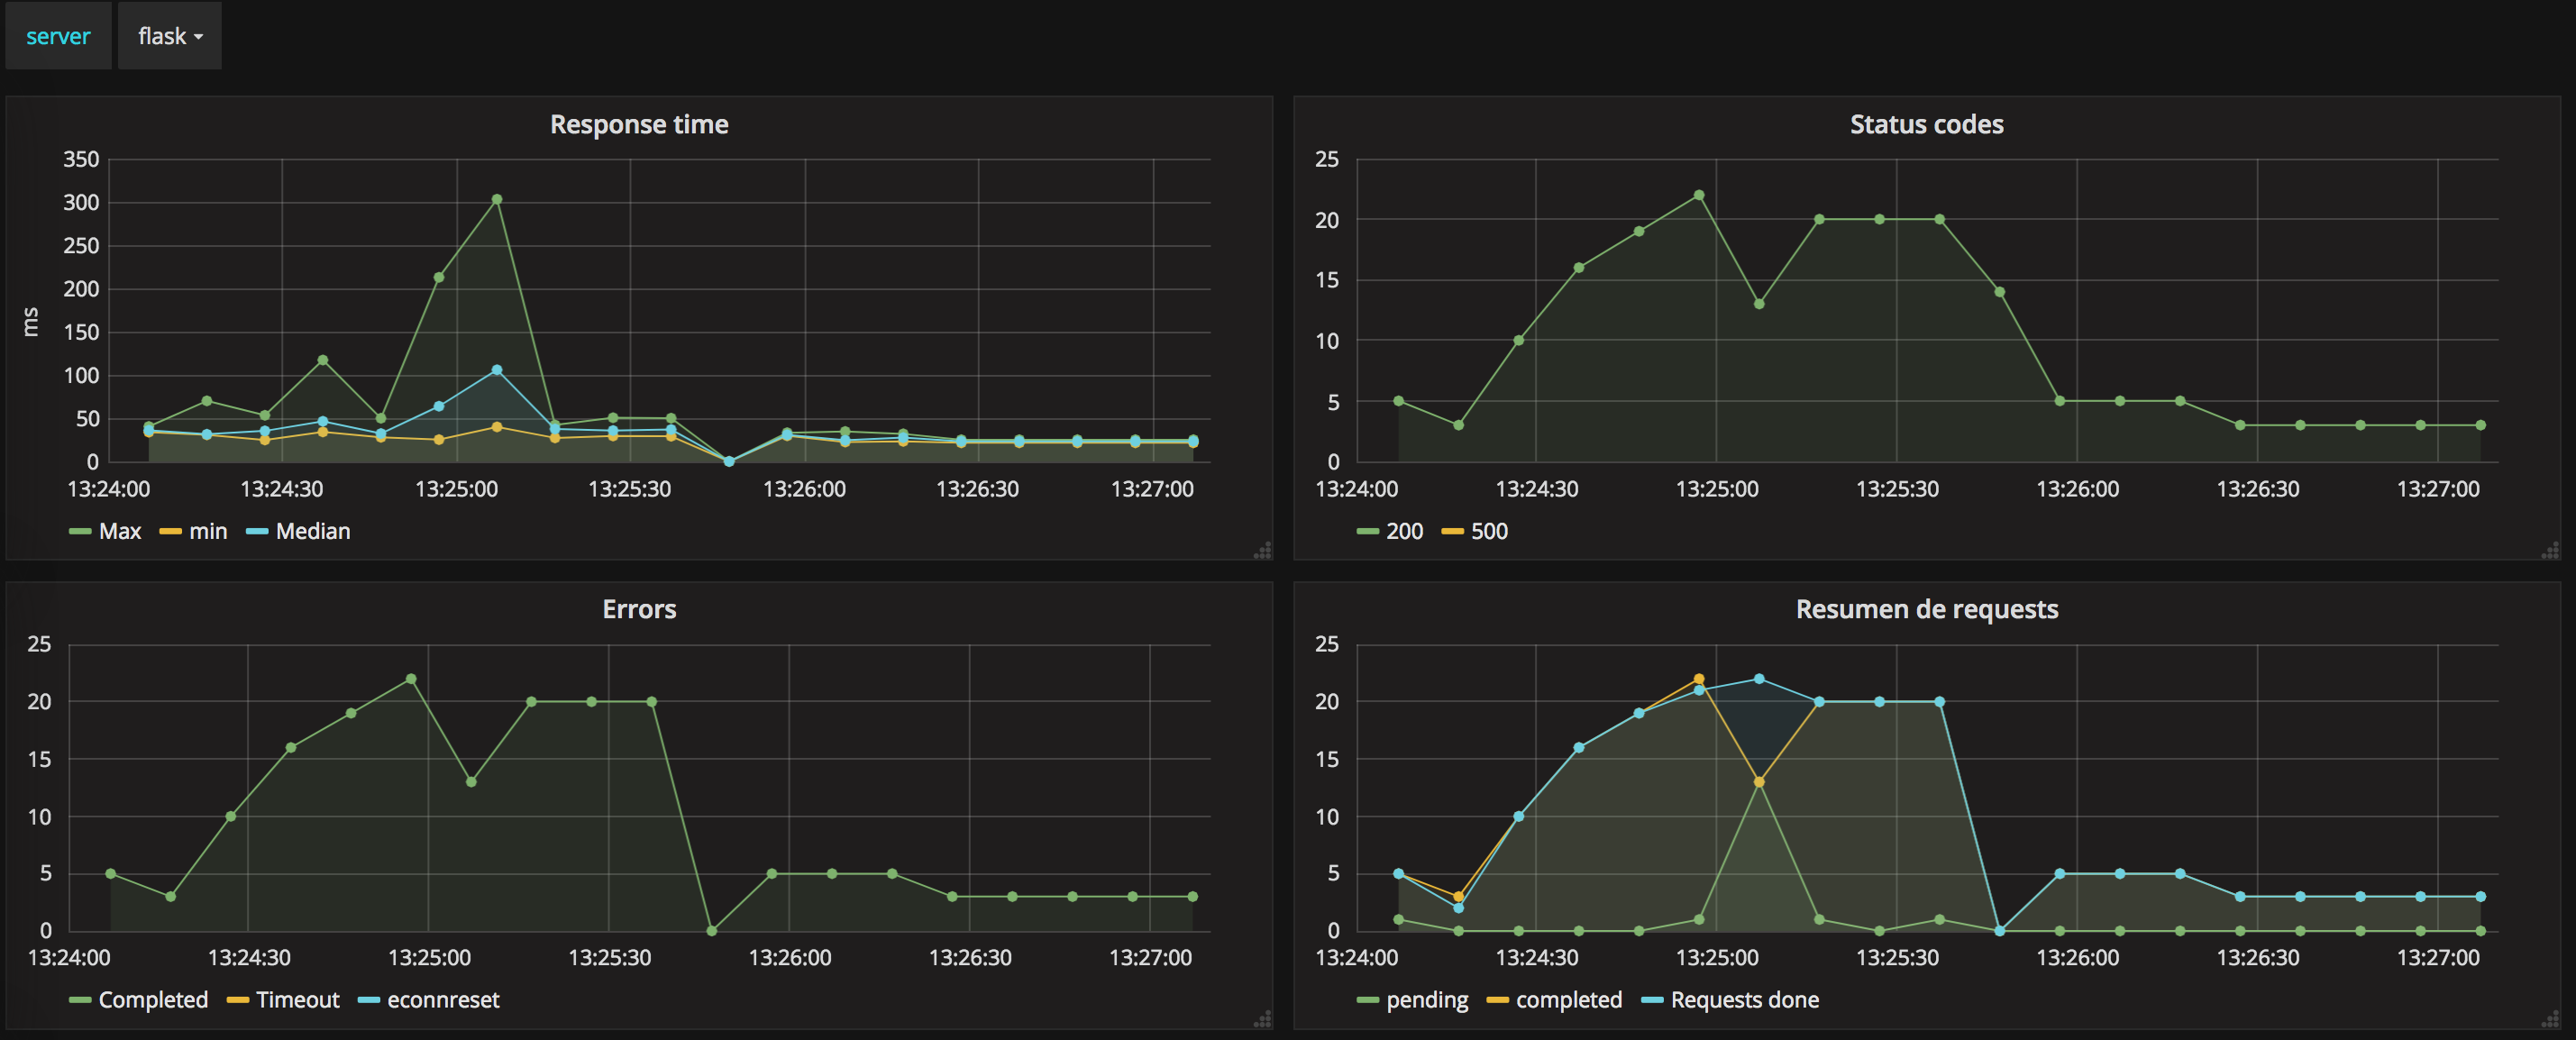 server flask
Response time
350
300
250
200
150
100
50
0
ms
13:24:00 13:24:30 13:25:00 13:25:30 13:26:00 13:26:30 13:27:00
Max min Median
Status codes
25
20
15
10
5
0
13:24:00 13:24:30 13:25:00 13:25:30 13:26:00 13:26:30 13:27:00
200 500
Errors
25
20
15
10
5
0
13:24:00 13:24:30 13:25:00 13:25:30 13:26:00 13:26:30 13:27:00
Completed Timeout econnreset
Resumen de requests
25
20
15
10
5
0
13:24:00 13:24:30 13:25:00 13:25:30 13:26:00 13:26:30 13:27:00
pending completed Requests done